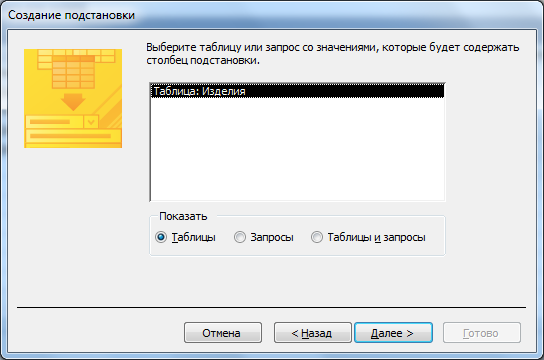 Создание подстановки
Выберите таблицу или запрос со значениями, которые будет содержать
столбец подстановки.
Таблица: Изделия
Показать
Таблицы
Запросы
Таблицы и запросы
Отмена
< Назад
Далее >
Готово